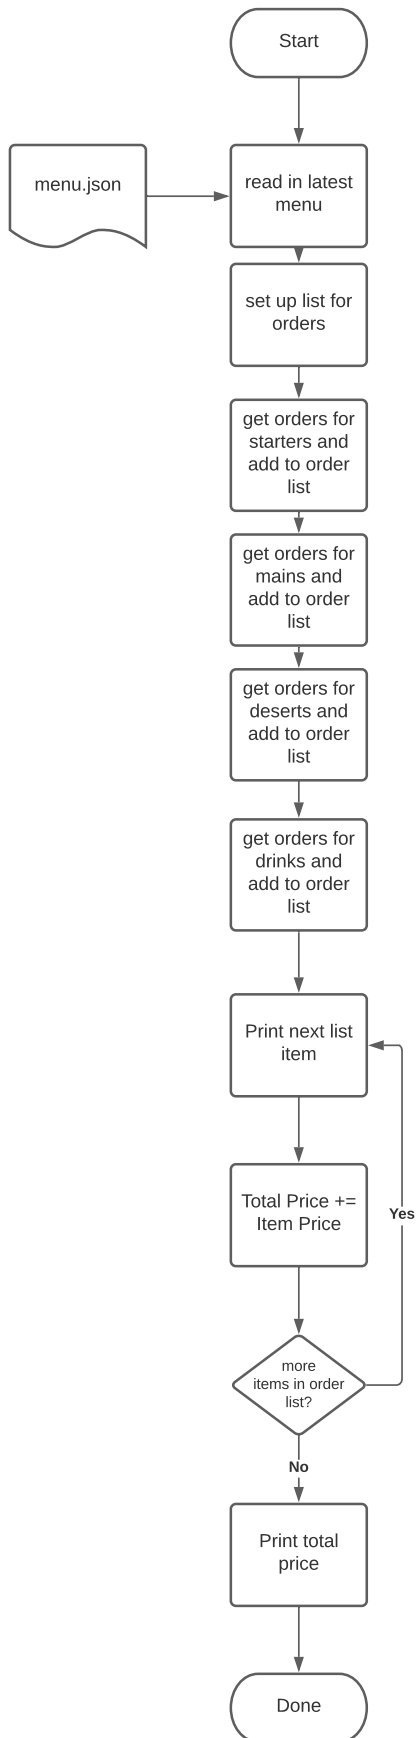 Start
menu.json
read in latest
menu
set up list for
orders
get orders for
starters and
add to order
list
get orders for
mains and
add to order
list
get orders for
deserts and
add to order
list
get orders for
drinks and
add to order
list
Print next list
item
Total Price +=
Item Price
Yes
more
items in order
list?
No
Print total
price
Done